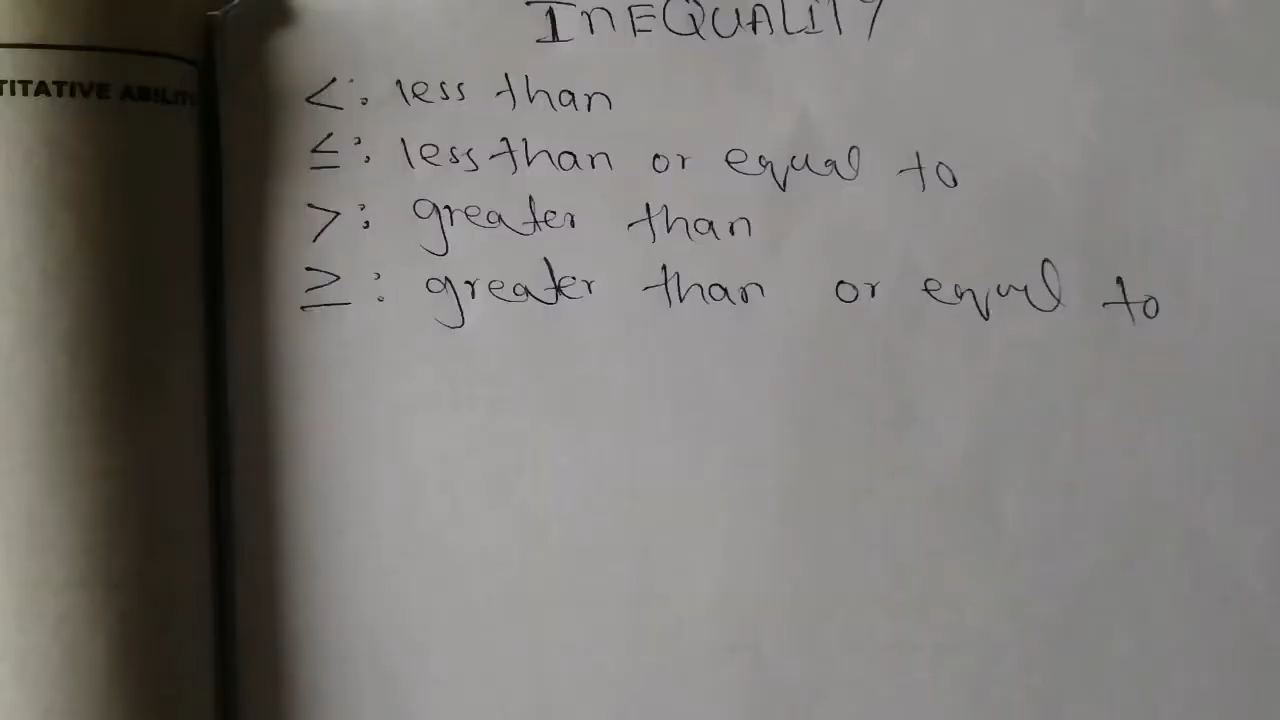 INEQUALITY
TITATIVE ABILIT
<: less than
≤: less than or equal to
>: greater than
≥: greater than or equal to